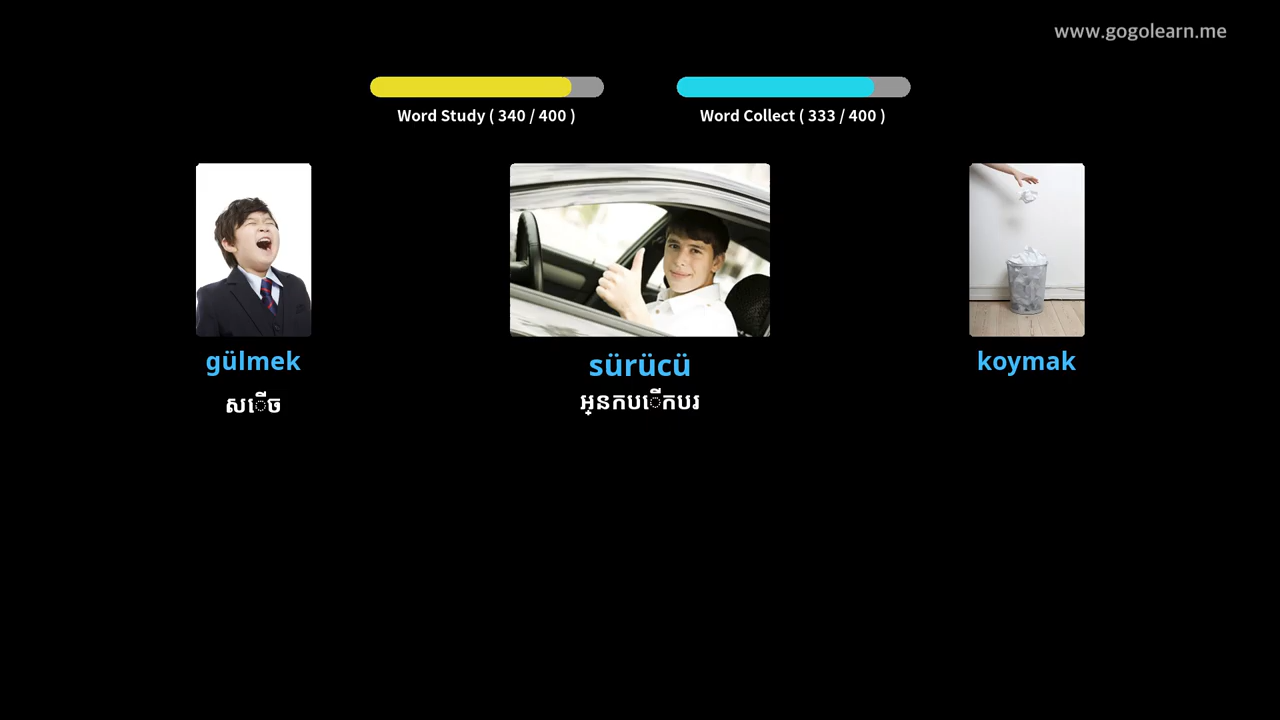 www.gogolearn.me
Word Study ( 340 / 400 )
Word Collect ( 333 / 400 )
gülmek
sürücü
koymak
សើច
អ្នកបើកបរ